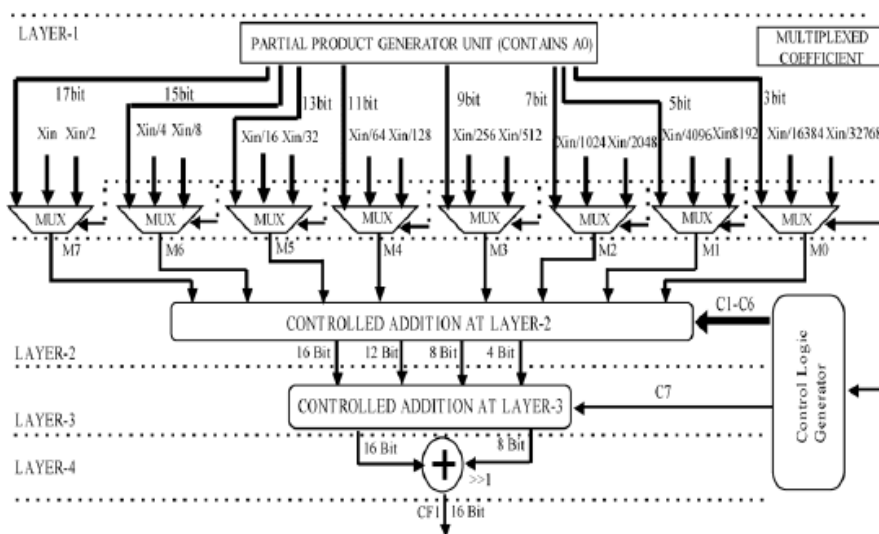 LAYER-1
PARTIAL PRODUCT GENERATOR UNIT (CONTAINS A0)
MULTIPLEXED
COEFFICIENT
17bit 15bit 13bit 11bit 9bit 7bit 5bit 3bit
Xin Xin/2 Xin/4 Xin/8 Xin/16 Xin/32 Xin/64 Xin/128 Xin/256 Xin/512 Xin/1024 Xin/2048 Xin/4096 Xin8192 Xin/16384 Xin/32768
MUX MUX MUX MUX MUX MUX MUX MUX
M7 M6 M5 M4 M3 M2 M1 M0
C1-C6
CONTROLLED ADDITION AT LAYER-2
LAYER-2
16 Bit 12 Bit 8 Bit 4 Bit
C7
CONTROLLED ADDITION AT LAYER-3
Control Logic
Generator
LAYER-3
16 Bit 8 Bit
LAYER-4
+
>>1
CF1 16 Bit